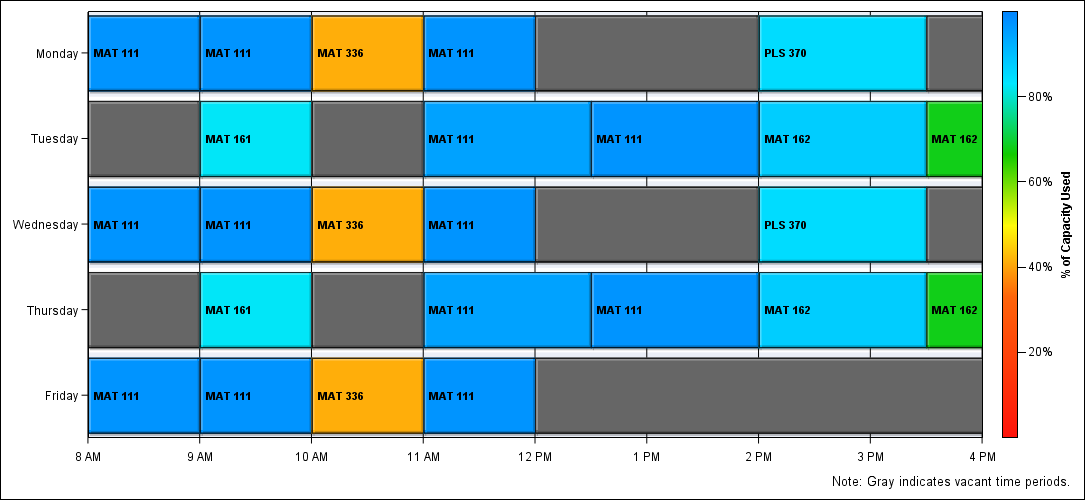 Monday MAT 111 MAT 111 MAT 336 MAT 111 PLS 370
Tuesday MAT 161 MAT 111 MAT 111 MAT 162 MAT 162
Wednesday MAT 111 MAT 111 MAT 336 MAT 111 PLS 370
Thursday MAT 161 MAT 111 MAT 111 MAT 162 MAT 162
Friday MAT 111 MAT 111 MAT 336 MAT 111
8 AM 9 AM 10 AM 11 AM 12 PM 1 PM 2 PM 3 PM 4 PM
80%
60%
40%
20%
% of Capacity Used
Note: Gray indicates vacant time periods.